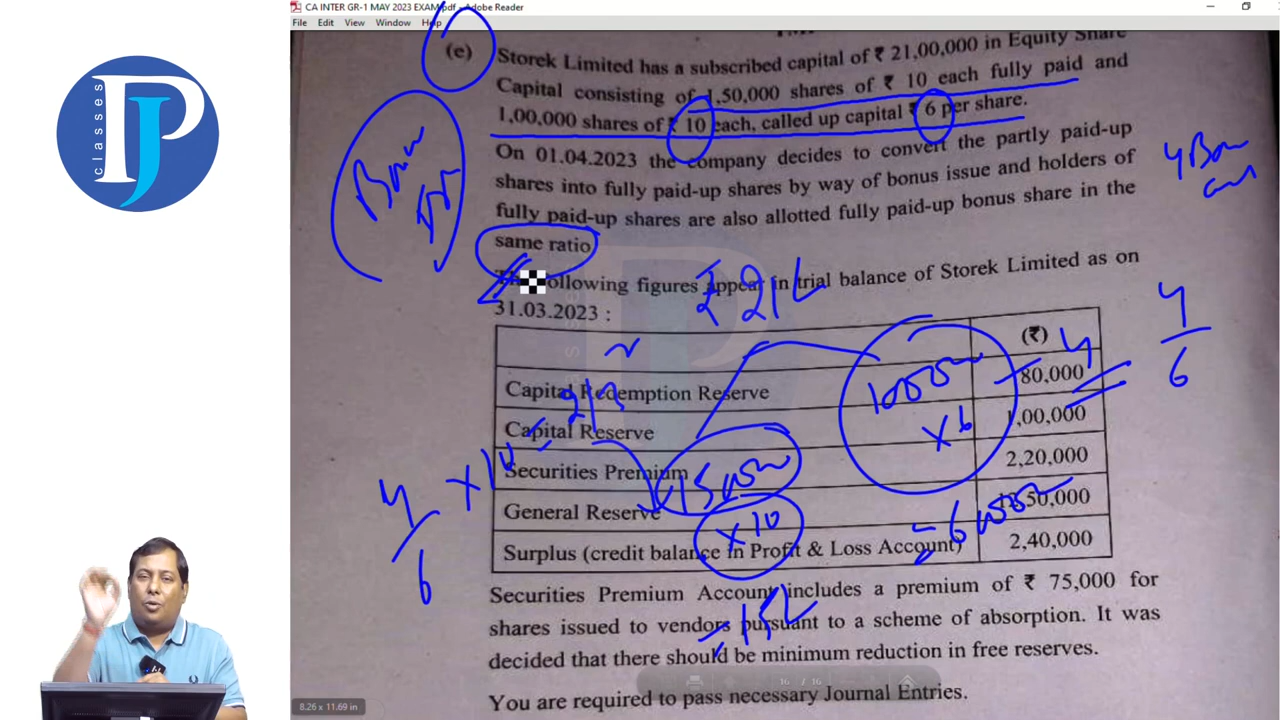 CA INTER GR-1 MAY 2023 EXAM.pdf - Adobe Reader
File Edit View Window Help
PJ
classes
(e) Storek Limited has a subscribed capital of ₹ 21,00,000 in Equity Share
Capital consisting of 1,50,000 shares of ₹ 10 each fully paid and
1,00,000 shares of ₹ 10 each, called up capital ₹ 6 per share.
On 01.04.2023 the company decides to convert the partly paid-up
shares into fully paid-up shares by way of bonus issue and holders of
fully paid-up shares are also allotted fully paid-up bonus share in the
same ratio
The following figures appear in trial balance of Storek Limited as on
31.03.2023 :
(₹)
Capital Redemption Reserve 80,000
Capital Reserve 1,00,000
Securities Premium 2,20,000
General Reserve 50,000
Surplus (credit balance in Profit & Loss Account) 2,40,000
Securities Premium Account includes a premium of ₹ 75,000 for
shares issued to vendors pursuant to a scheme of absorption. It was
decided that there should be minimum reduction in free reserves.
You are required to pass necessary Journal Entries.
₹ 21L
4
6
4
6
x 10
x 6
4
= 15L
8.26 x 11.69 in
16 / 16